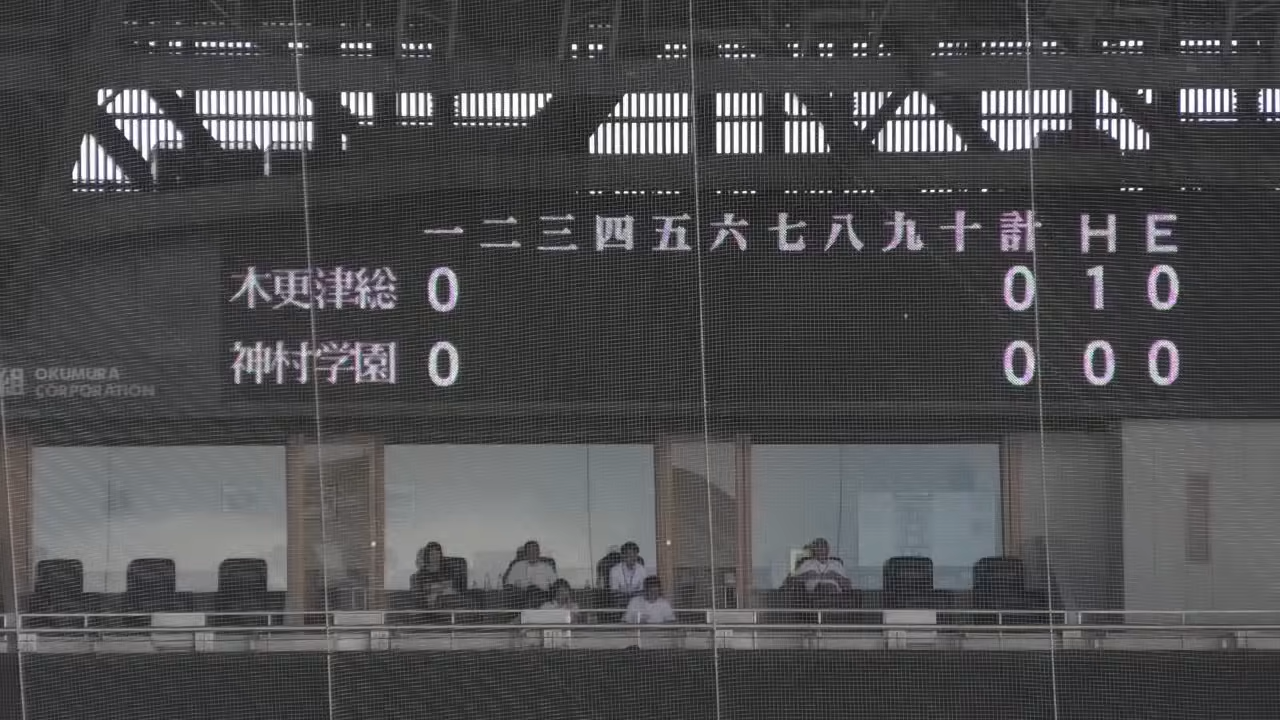 一 二 三 四 五 六 七 八 九 十 計 H E
木更津総 0 0 1 0
神村学園 0 0 0 0
組 OKUMURA
CORPORATION